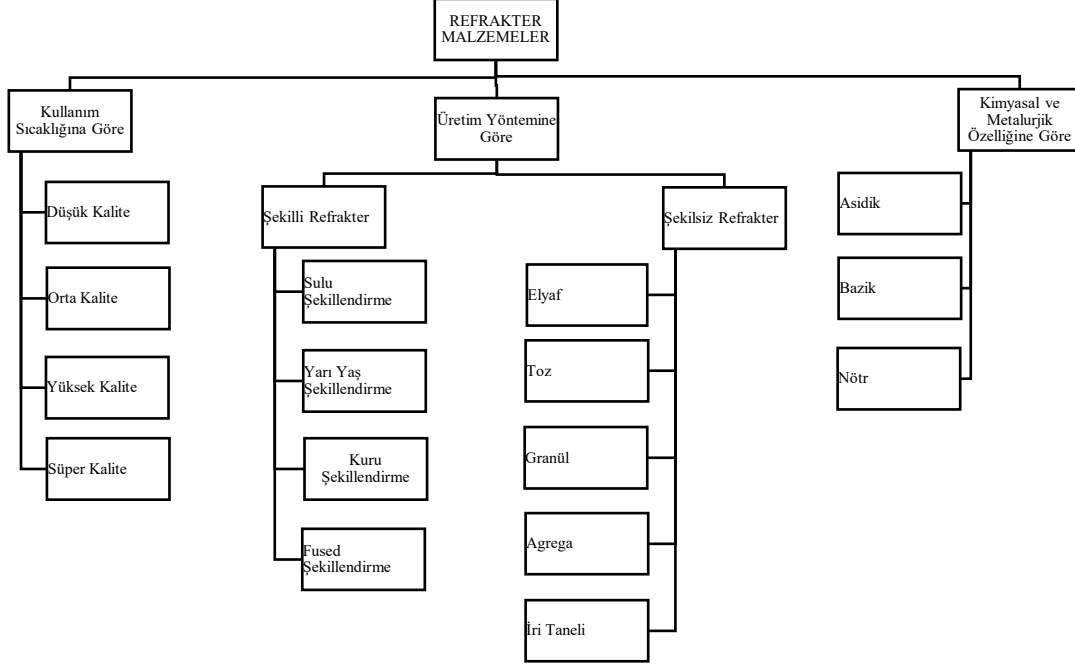 REFRAKTER
MALZEMELER
Kullanım
Sıcaklığına Göre
Düşük Kalite
Orta Kalite
Yüksek Kalite
Süper Kalite
Üretim Yöntemine
Göre
Şekilli Refrakter
Sulu
Şekillendirme
Yarı Yaş
Şekillendirme
Kuru
Şekillendirme
Fused
Şekillendirme
Şekilsiz Refrakter
Elyaf
Toz
Granül
Agrega
İri Taneli
Kimyasal ve
Metalurjik
Özelliğine Göre
Asidik
Bazik
Nötr